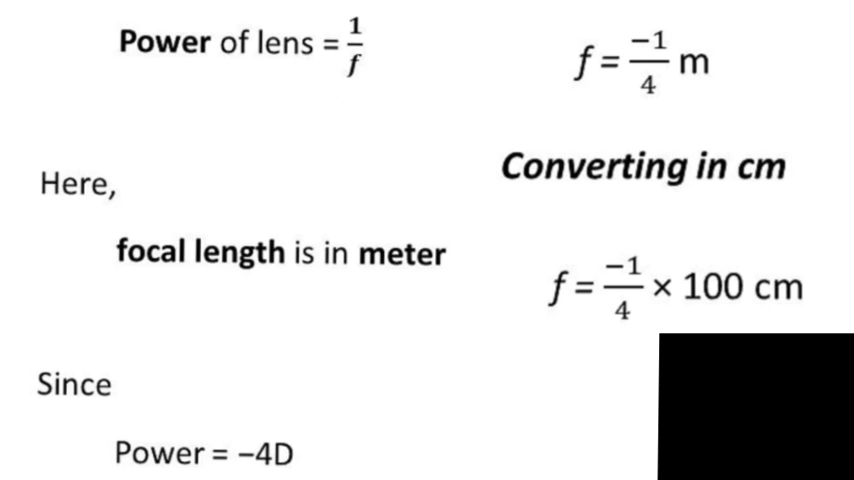 Power of lens = 1/f
Here,
focal length is in meter
Since
Power = −4D
f = −1/4 m
Converting in cm
f = −1/4 × 100 cm